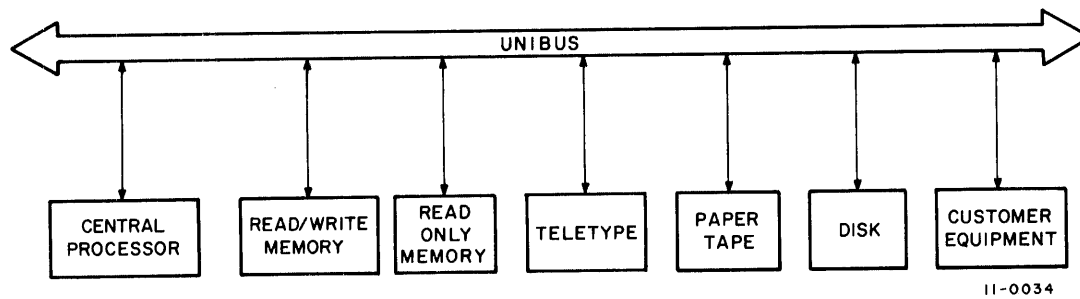 UNIBUS
CENTRAL
PROCESSOR
READ/WRITE
MEMORY
READ
ONLY
MEMORY
TELETYPE
PAPER
TAPE
DISK
CUSTOMER
EQUIPMENT
11-0034